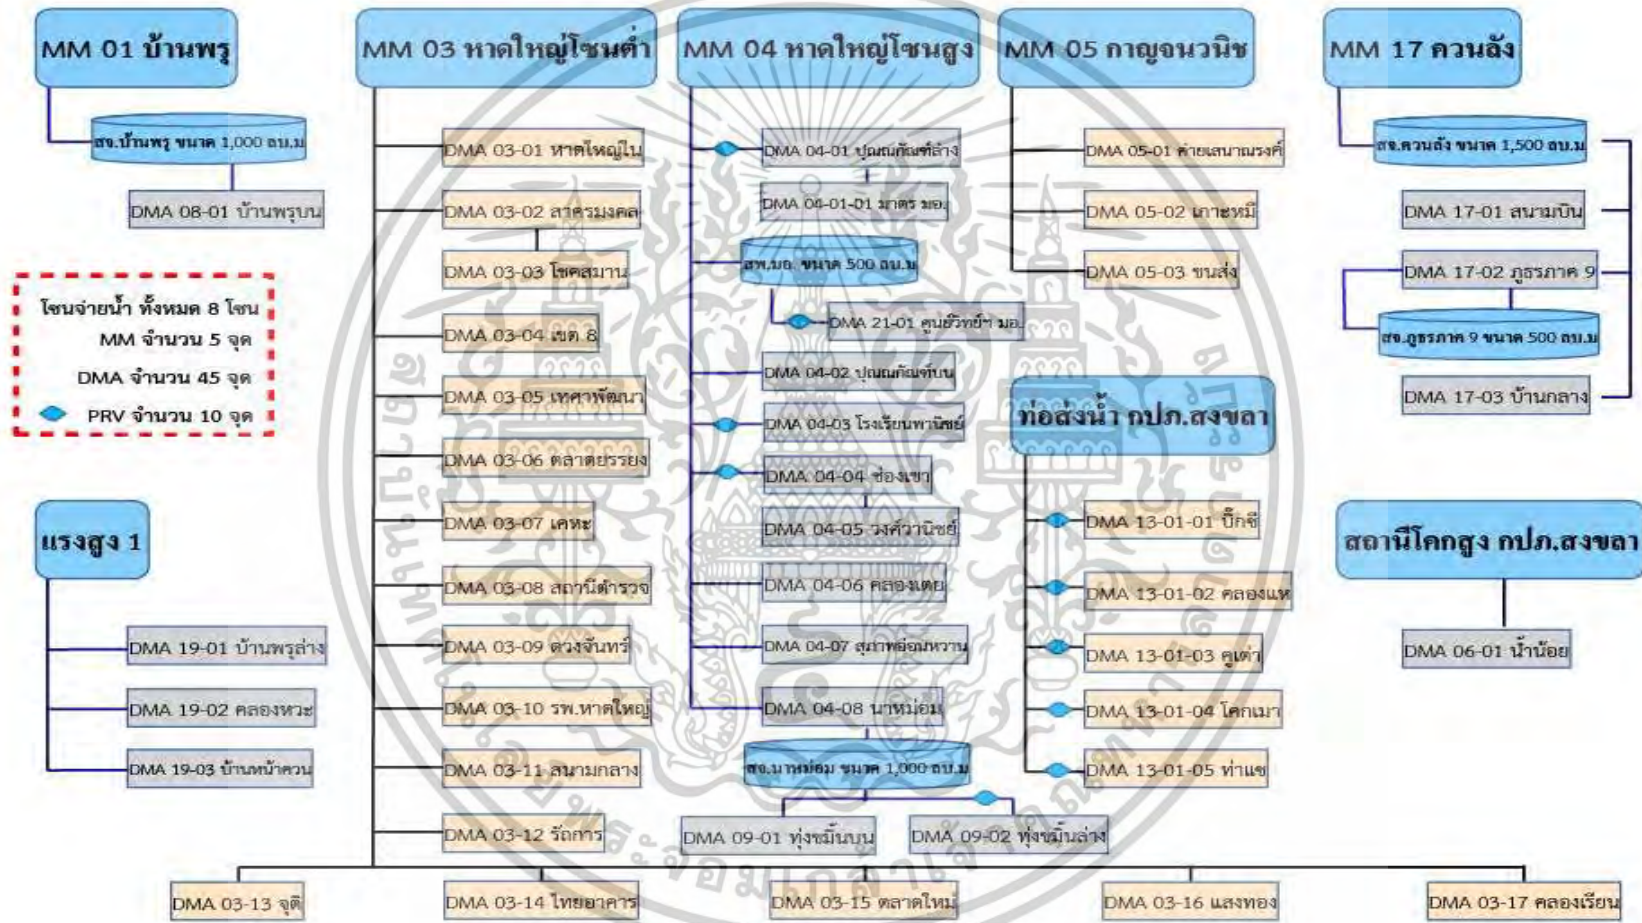 MM 01 บ้านพรุ
สจ.บ้านพรุ ขนาด 1,000 ลบ.ม
DMA 08-01 บ้านพรุบน
โซนจ่ายน้ำ ทั้งหมด 8 โซน
MM จำนวน 5 จุด
DMA จำนวน 45 จุด
PRV จำนวน 10 จุด
แรงสูง 1
DMA 19-01 บ้านพรุล่าง
DMA 19-02 คลองหวะ
DMA 19-03 บ้านหน้าควน
MM 03 หาดใหญ่โซนต่ำ
DMA 03-01 หาดใหญ่ใน
DMA 03-02 สาครมงคล
DMA 03-03 โชคสมาน
DMA 03-04 เขต 8
DMA 03-05 เทศาพัฒนา
DMA 03-06 ตลาดยรรยง
DMA 03-07 เคหะ
DMA 03-08 สถานีตำรวจ
DMA 03-09 ดวงจันทร์
DMA 03-10 รพ.หาดใหญ่
DMA 03-11 สนามกลาง
DMA 03-12 รัถการ
DMA 03-13 จุติ
DMA 03-14 ไทยอาคาร
DMA 03-15 ตลาดใหม่
DMA 03-16 แสงทอง
DMA 03-17 คลองเรียน
MM 04 หาดใหญ่โซนสูง
DMA 04-01 ปุณณกัณฑ์ล่าง
DMA 04-01-01 มาตร มอ.
สพ.มอ. ขนาด 500 ลบ.ม
DMA 21-01 ศูนย์วิทย์ฯ มอ.
DMA 04-02 ปุณณกัณฑ์บน
DMA 04-03 โรงเรียนพานิชย์
DMA 04-04 ช่องเขา
DMA 04-05 วงศ์วานิชย์
DMA 04-06 คลองเตย
DMA 04-07 สุภาพอ่อนหวาน
DMA 04-08 นาหม่อม
สจ.นาหม่อม ขนาด 1,000 ลบ.ม
DMA 09-01 ทุ่งขมิ้นบน
DMA 09-02 ทุ่งขมิ้นล่าง
MM 05 กาญจนวนิช
DMA 05-01 ค่ายเสนาณรงค์
DMA 05-02 เกาะหมี
DMA 05-03 ขนส่ง
ท่อส่งน้ำ กปภ.สงขลา
DMA 13-01-01 บิ๊กซี
DMA 13-01-02 คลองแห
DMA 13-01-03 คูเต่า
DMA 13-01-04 โคกเมา
DMA 13-01-05 ท่าแซ
MM 17 ควนลัง
สจ.ควนลัง ขนาด 1,500 ลบ.ม
DMA 17-01 สนามบิน
DMA 17-02 ภูธรภาค 9
สจ.ภูธรภาค 9 ขนาด 500 ลบ.ม
DMA 17-03 บ้านกลาง
สถานีโคกสูง กปภ.สงขลา
DMA 06-01 น้ำน้อย